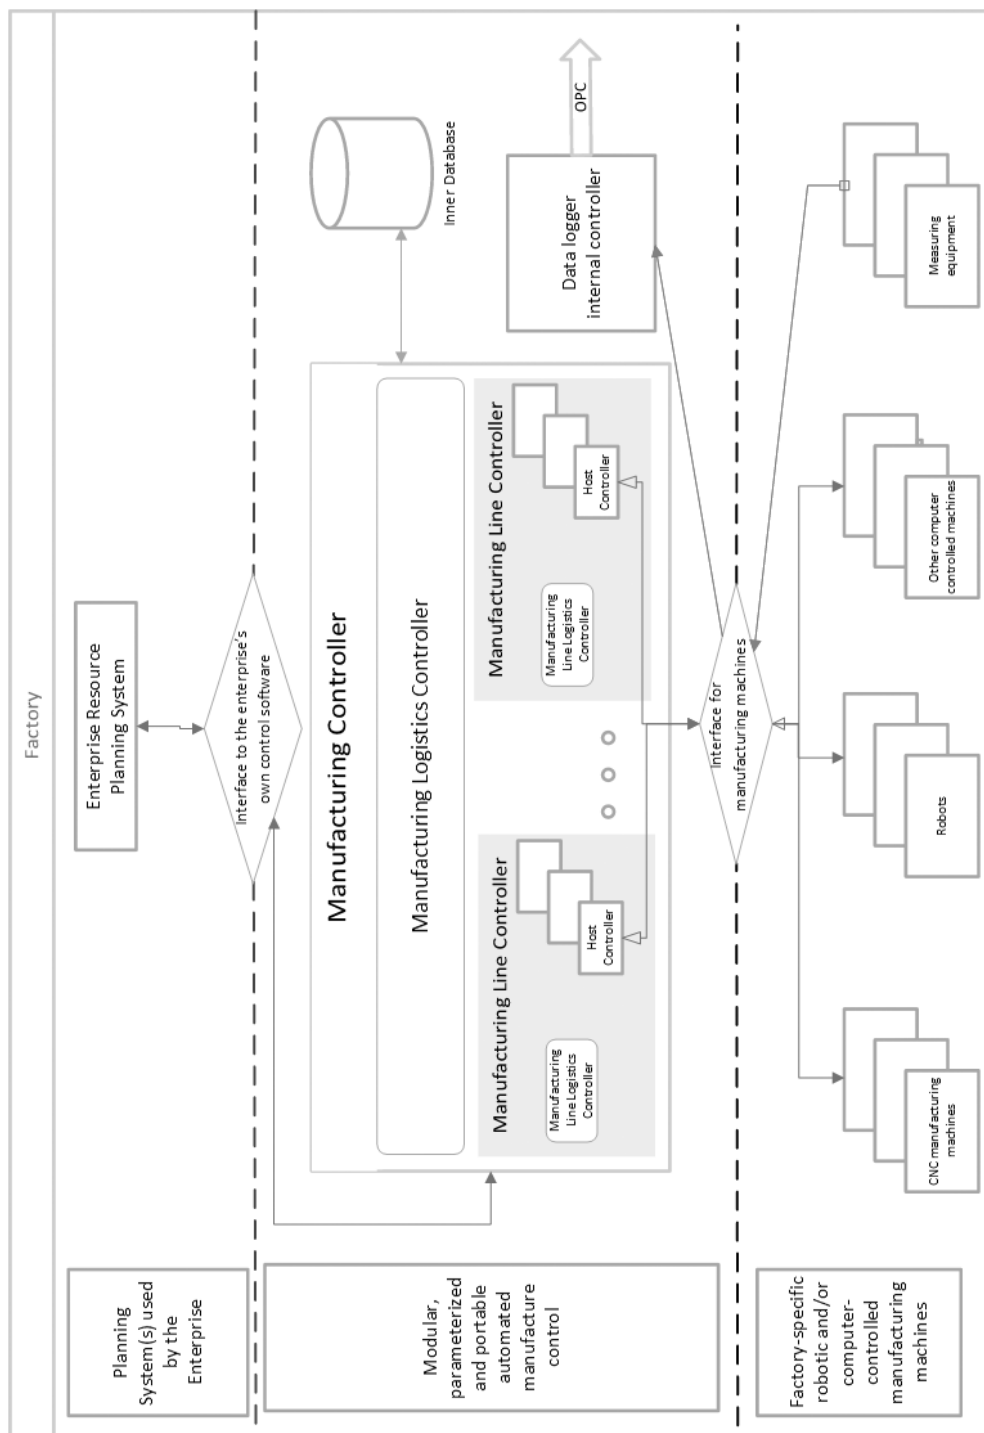 Factory
Planning
System(s) used
by the
Enterprise
Enterprise Resource
Planning System
Interface to the enterprise's
own control software
Modular,
parameterized
and portable
automated
manufacture
control
Manufacturing Controller
Manufacturing Logistics Controller
Manufacturing Line Controller
Manufacturing
Line Logistics
Controller
Host
Controller
Manufacturing Line Controller
Manufacturing
Line Logistics
Controller
Host
Controller
Inner Database
Data logger
internal controller
OPC
Interface for
manufacturing machines
Factory-specific
robotic and/or
computer-
controlled
manufacturing
machines
CNC manufacturing
machines
Robots
Other computer
controlled machines
Measuring
equipment